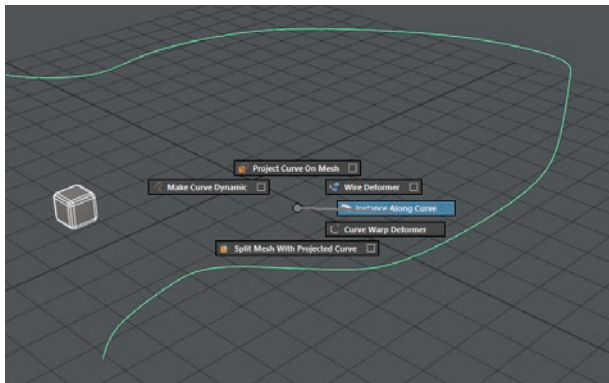 Project Curve On Mesh
Make Curve Dynamic
Wire Deformer
Instance Along Curve
Curve Warp Deformer
Split Mesh With Projected Curve